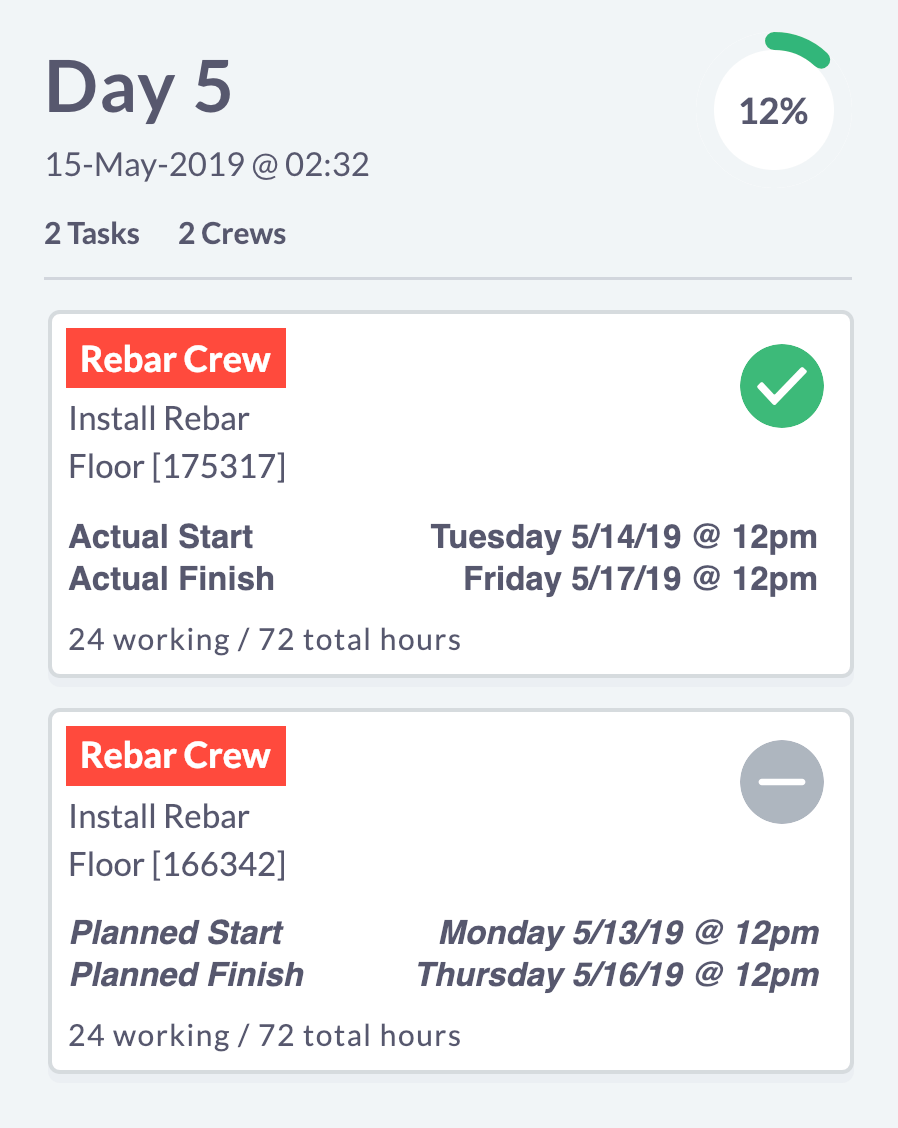 Day 5
12%
15-May-2019 @ 02:32
2 Tasks 2 Crews
Rebar Crew
Install Rebar
Floor [175317]
Actual Start Tuesday 5/14/19 @ 12pm
Actual Finish Friday 5/17/19 @ 12pm
24 working / 72 total hours
Rebar Crew
Install Rebar
Floor [166342]
Planned Start Monday 5/13/19 @ 12pm
Planned Finish Thursday 5/16/19 @ 12pm
24 working / 72 total hours